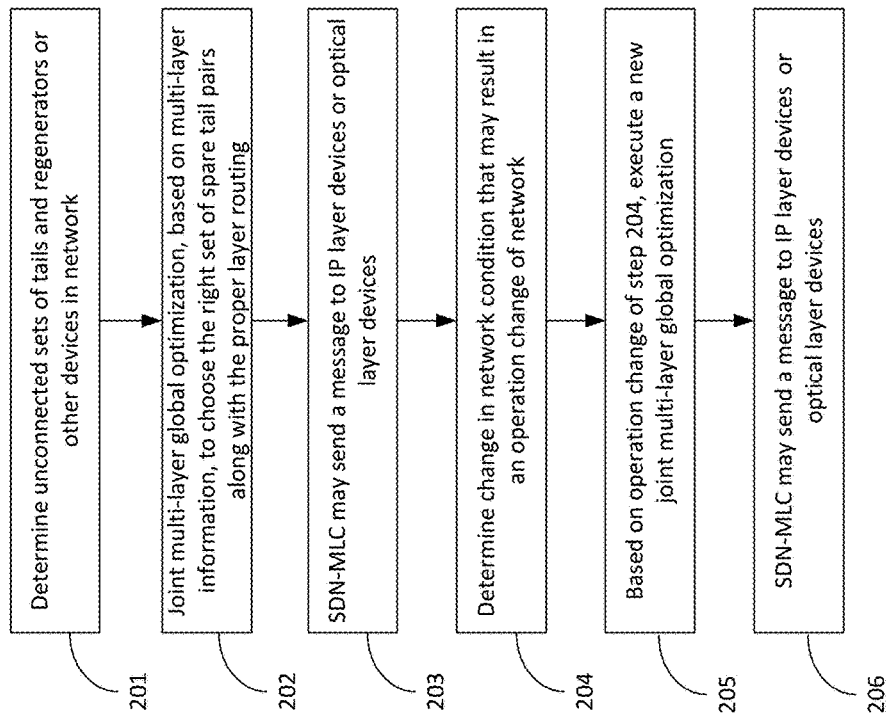 Determine unconnected sets of tails and regenerators or
other devices in network
201
Joint multi-layer global optimization, based on multi-layer
information, to choose the right set of spare tail pairs
along with the proper layer routing
202
SDN-MLC may send a message to IP layer devices or optical
layer devices
203
Determine change in network condition that may result in
an operation change of network
204
Based on operation change of step 204, execute a new
joint multi-layer global optimization
205
SDN-MLC may send a message to IP layer devices or
optical layer devices
206